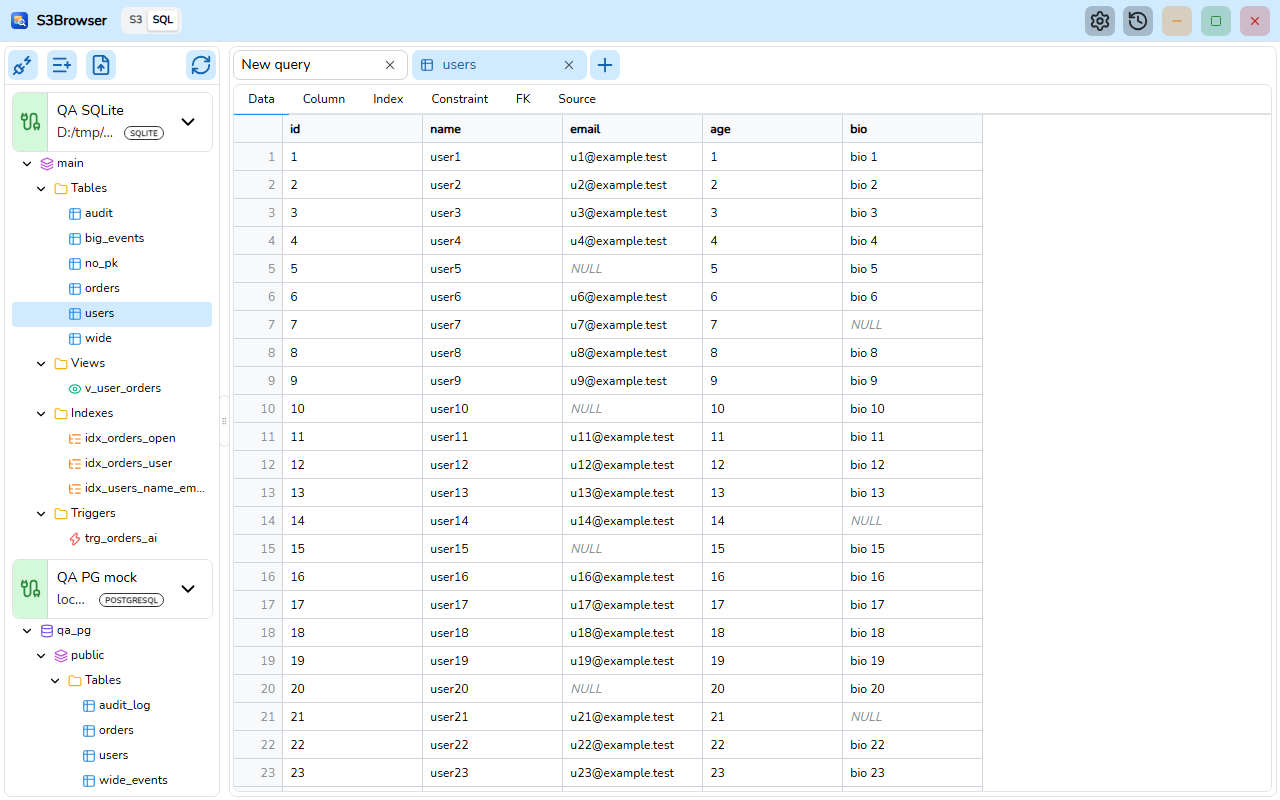 S3Browser S3 SQL
New query
users
QA SQLite
D:/tmp/... SQLITE
main
Tables
audit
big_events
no_pk
orders
users
wide
Views
v_user_orders
Indexes
idx_orders_open
idx_orders_user
idx_users_name_em...
Triggers
trg_orders_ai
QA PG mock
loc... POSTGRESQL
qa_pg
public
Tables
audit_log
orders
users
wide_events
Data Column Index Constraint FK Source
id name email age bio
1 1 user1 u1@example.test 1 bio 1
2 2 user2 u2@example.test 2 bio 2
3 3 user3 u3@example.test 3 bio 3
4 4 user4 u4@example.test 4 bio 4
5 5 user5 NULL 5 bio 5
6 6 user6 u6@example.test 6 bio 6
7 7 user7 u7@example.test 7 NULL
8 8 user8 u8@example.test 8 bio 8
9 9 user9 u9@example.test 9 bio 9
10 10 user10 NULL 10 bio 10
11 11 user11 u11@example.test 11 bio 11
12 12 user12 u12@example.test 12 bio 12
13 13 user13 u13@example.test 13 bio 13
14 14 user14 u14@example.test 14 NULL
15 15 user15 NULL 15 bio 15
16 16 user16 u16@example.test 16 bio 16
17 17 user17 u17@example.test 17 bio 17
18 18 user18 u18@example.test 18 bio 18
19 19 user19 u19@example.test 19 bio 19
20 20 user20 NULL 20 bio 20
21 21 user21 u21@example.test 21 NULL
22 22 user22 u22@example.test 22 bio 22
23 23 user23 u23@example.test 23 bio 23